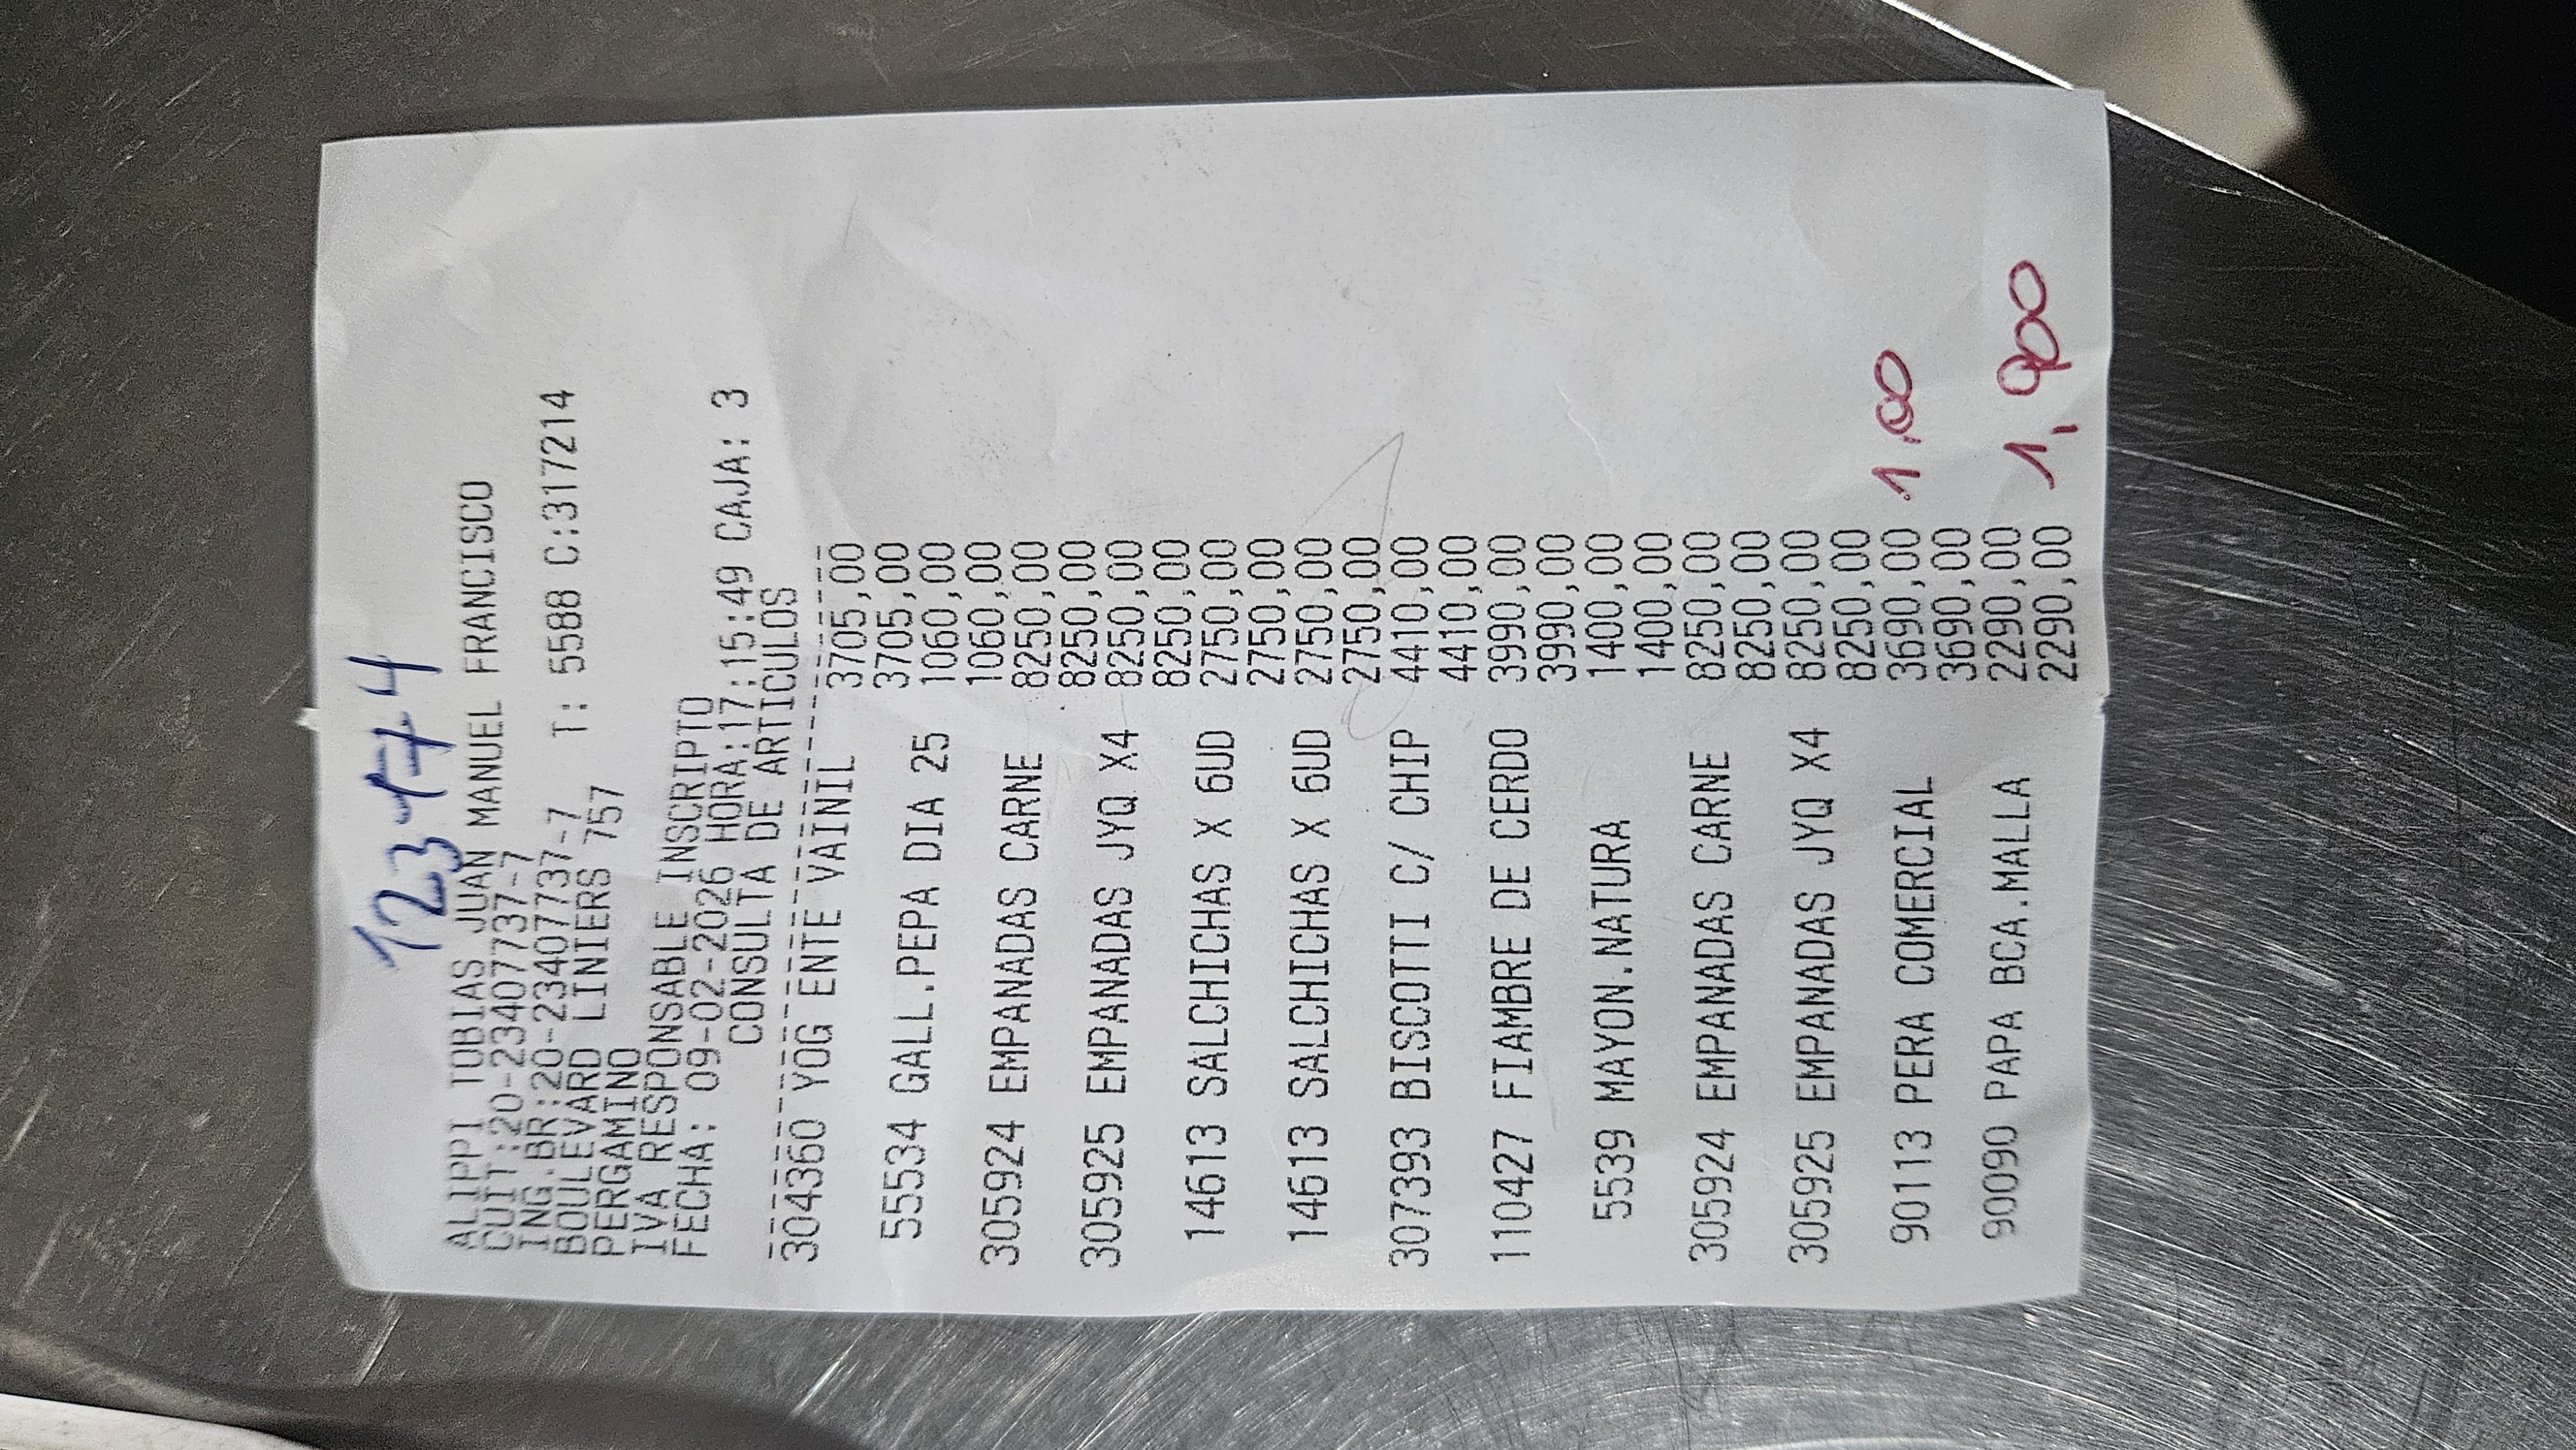 123174
ALIPPI TOBIAS JUAN MANUEL FRANCISCO
CUIT:20-23407737-7
ING.BR:20-23407737-7 T: 5588 C:317214
BOULEVARD LINIERS 757
PERGAMINO
IVA RESPONSABLE INSCRIPTO
FECHA: 09-02-2026 HORA:17:15:49 CAJA: 3
CONSULTA DE ARTICULOS
304360 YOG ENTE VAINIL 3705,00
3705,00
55534 GALL.PEPA DIA 25 1060,00
1060,00
305924 EMPANADAS CARNE 8250,00
8250,00
305925 EMPANADAS JYQ X4 8250,00
8250,00
14613 SALCHICHAS X 6UD 2750,00
2750,00
14613 SALCHICHAS X 6UD 2750,00
2750,00
307393 BISCOTTI C/ CHIP 4410,00
4410,00
110427 FIAMBRE DE CERDO 3990,00
3990,00
5539 MAYON.NATURA 1400,00
1400,00
305924 EMPANADAS CARNE 8250,00
8250,00
305925 EMPANADAS JYQ X4 8250,00
8250,00
90113 PERA COMERCIAL 3690,00 1,00
3690,00
90090 PAPA BCA.MALLA 2290,00
2290,00